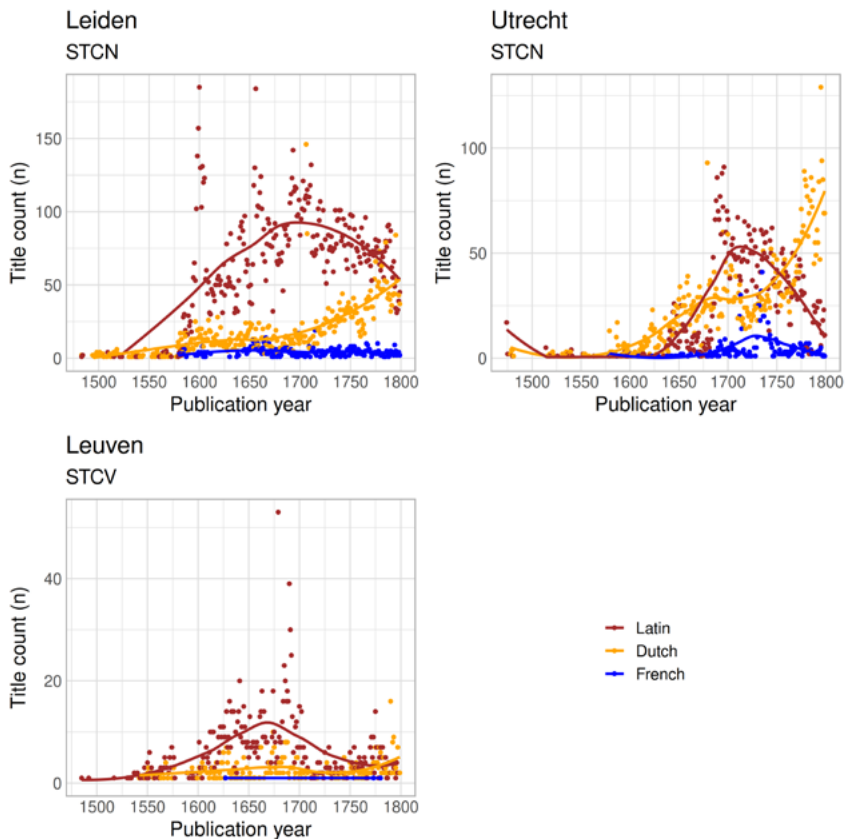 Leiden
STCN
Title count (n)
150
100
50
0
1500 1550 1600 1650 1700 1750 1800
Publication year
Utrecht
STCN
Title count (n)
100
50
0
1500 1550 1600 1650 1700 1750 1800
Publication year
Leuven
STCV
Title count (n)
40
20
0
1500 1550 1600 1650 1700 1750 1800
Publication year
Latin
Dutch
French